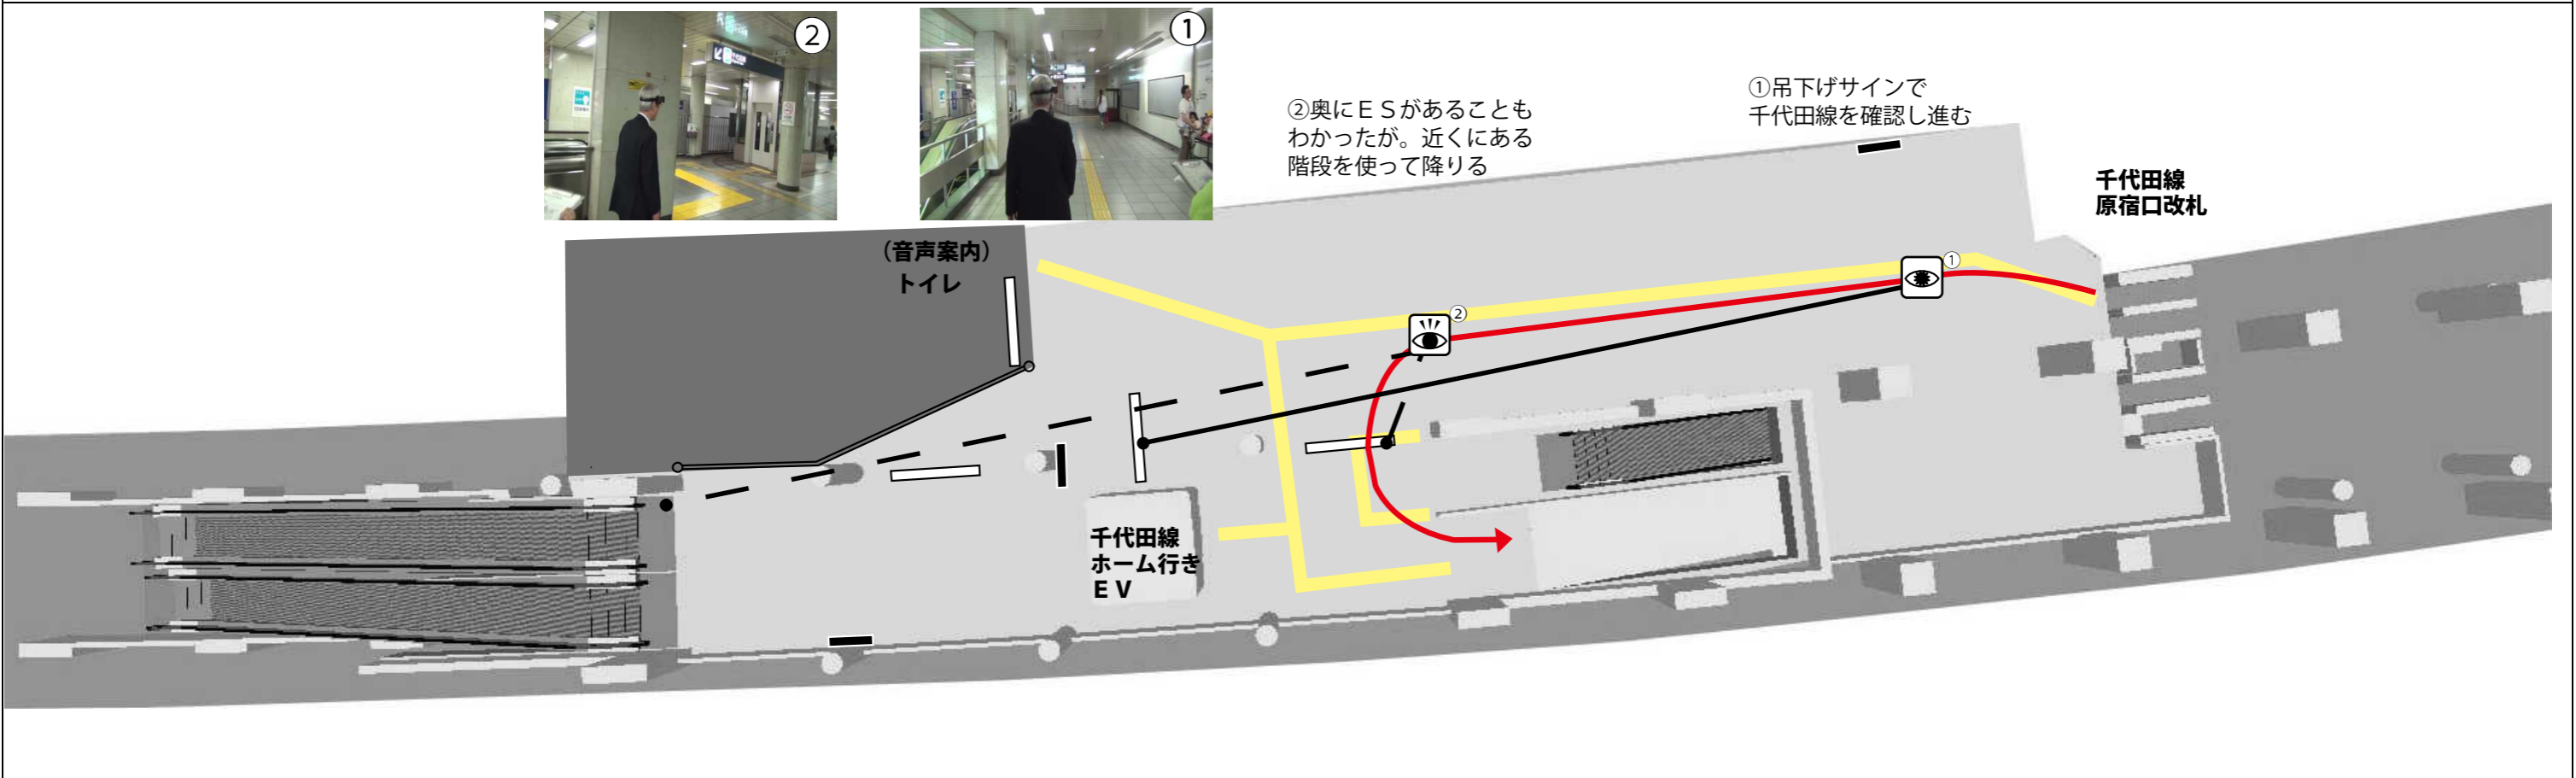 ②
①
①吊下げサインで
千代田線を確認し進む
②奥にＥＳがあることも
わかったが。近くにある
階段を使って降りる
千代田線
原宿口改札
（音声案内）
トイレ
①
②
千代田線
ホーム行き
ＥＶ